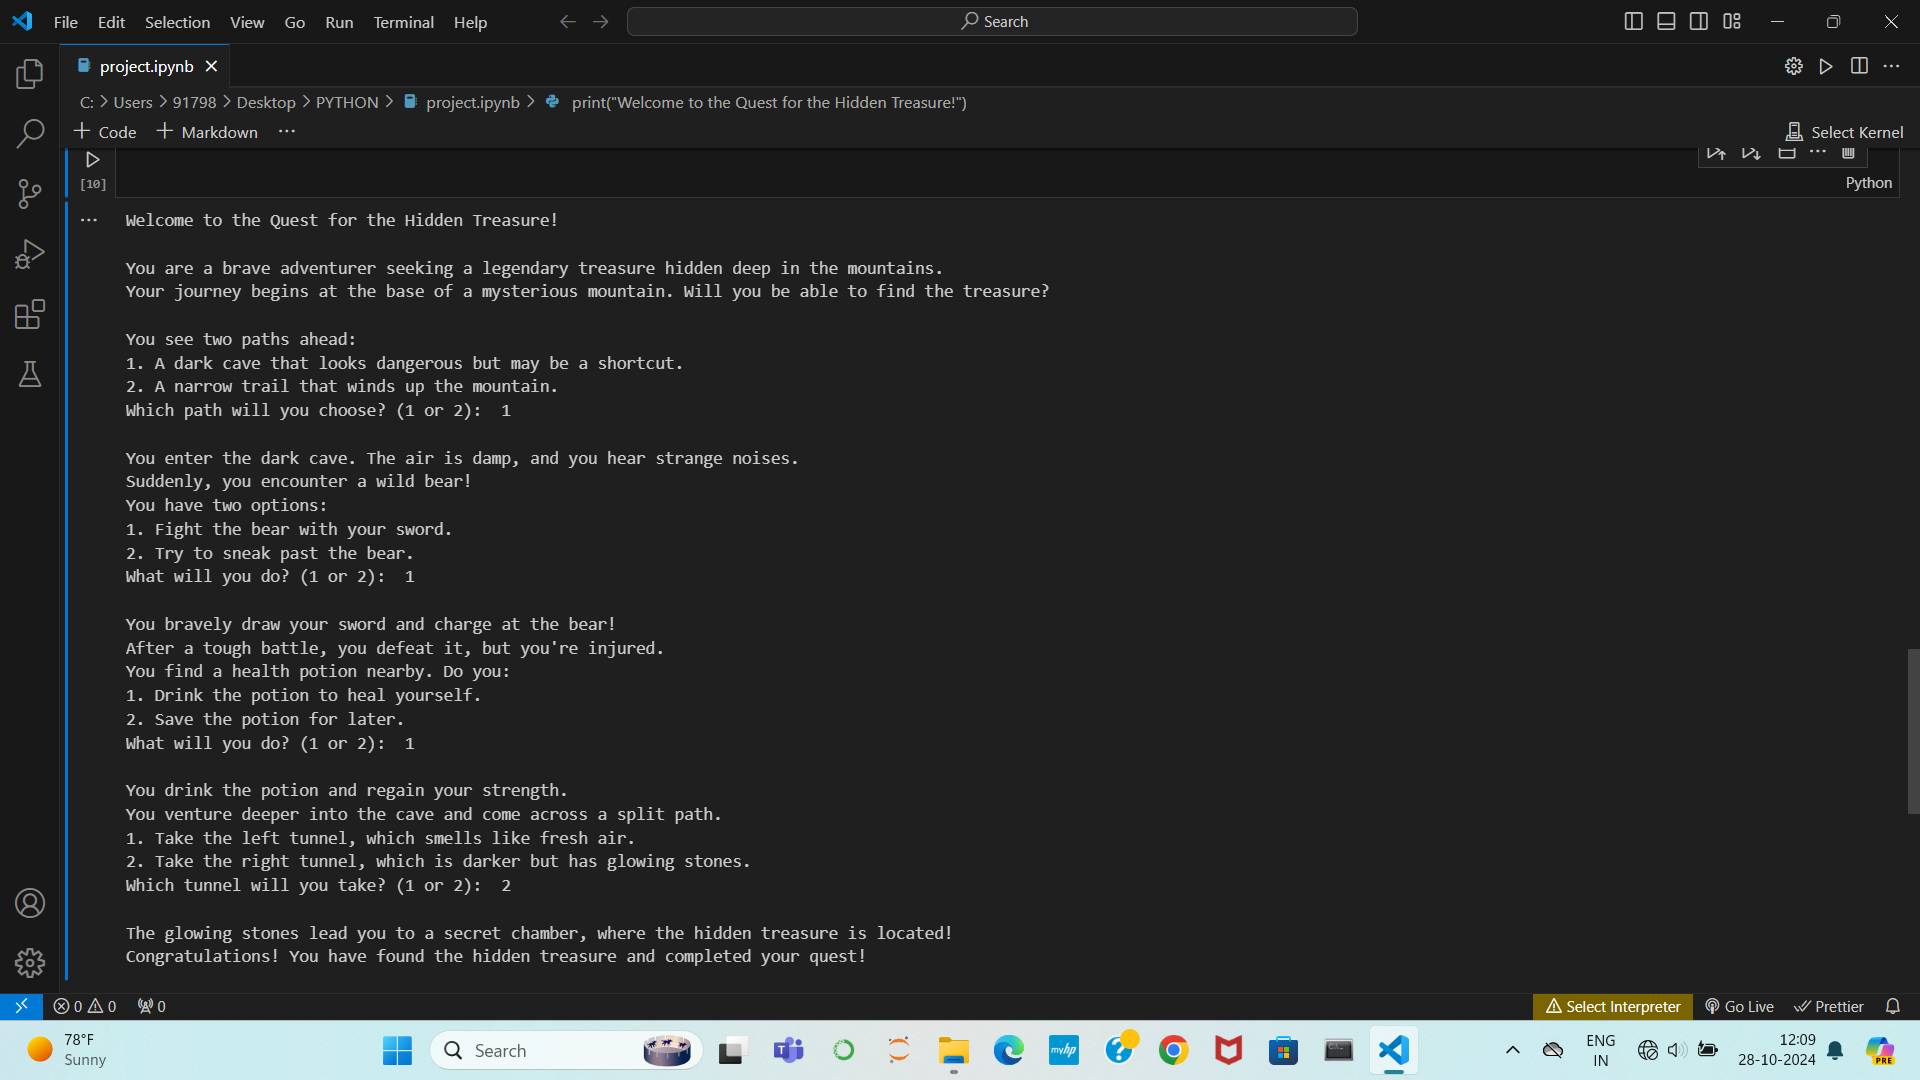 File Edit Selection View Go Run Terminal Help Search
project.ipynb
C: > Users > 91798 > Desktop > PYTHON > project.ipynb > print("Welcome to the Quest for the Hidden Treasure!")
+ Code + Markdown ... Select Kernel
[10]
Python
... Welcome to the Quest for the Hidden Treasure!
You are a brave adventurer seeking a legendary treasure hidden deep in the mountains.
Your journey begins at the base of a mysterious mountain. Will you be able to find the treasure?
You see two paths ahead:
1. A dark cave that looks dangerous but may be a shortcut.
2. A narrow trail that winds up the mountain.
Which path will you choose? (1 or 2):  1
You enter the dark cave. The air is damp, and you hear strange noises.
Suddenly, you encounter a wild bear!
You have two options:
1. Fight the bear with your sword.
2. Try to sneak past the bear.
What will you do? (1 or 2):  1
You bravely draw your sword and charge at the bear!
After a tough battle, you defeat it, but you're injured.
You find a health potion nearby. Do you:
1. Drink the potion to heal yourself.
2. Save the potion for later.
What will you do? (1 or 2):  1
You drink the potion and regain your strength.
You venture deeper into the cave and come across a split path.
1. Take the left tunnel, which smells like fresh air.
2. Take the right tunnel, which is darker but has glowing stones.
Which tunnel will you take? (1 or 2):  2
The glowing stones lead you to a secret chamber, where the hidden treasure is located!
Congratulations! You have found the hidden treasure and completed your quest!
0 0 0 Select Interpreter Go Live Prettier
78°F
Sunny
Search
myhp
ENG
IN
12:09
28-10-2024
PRE